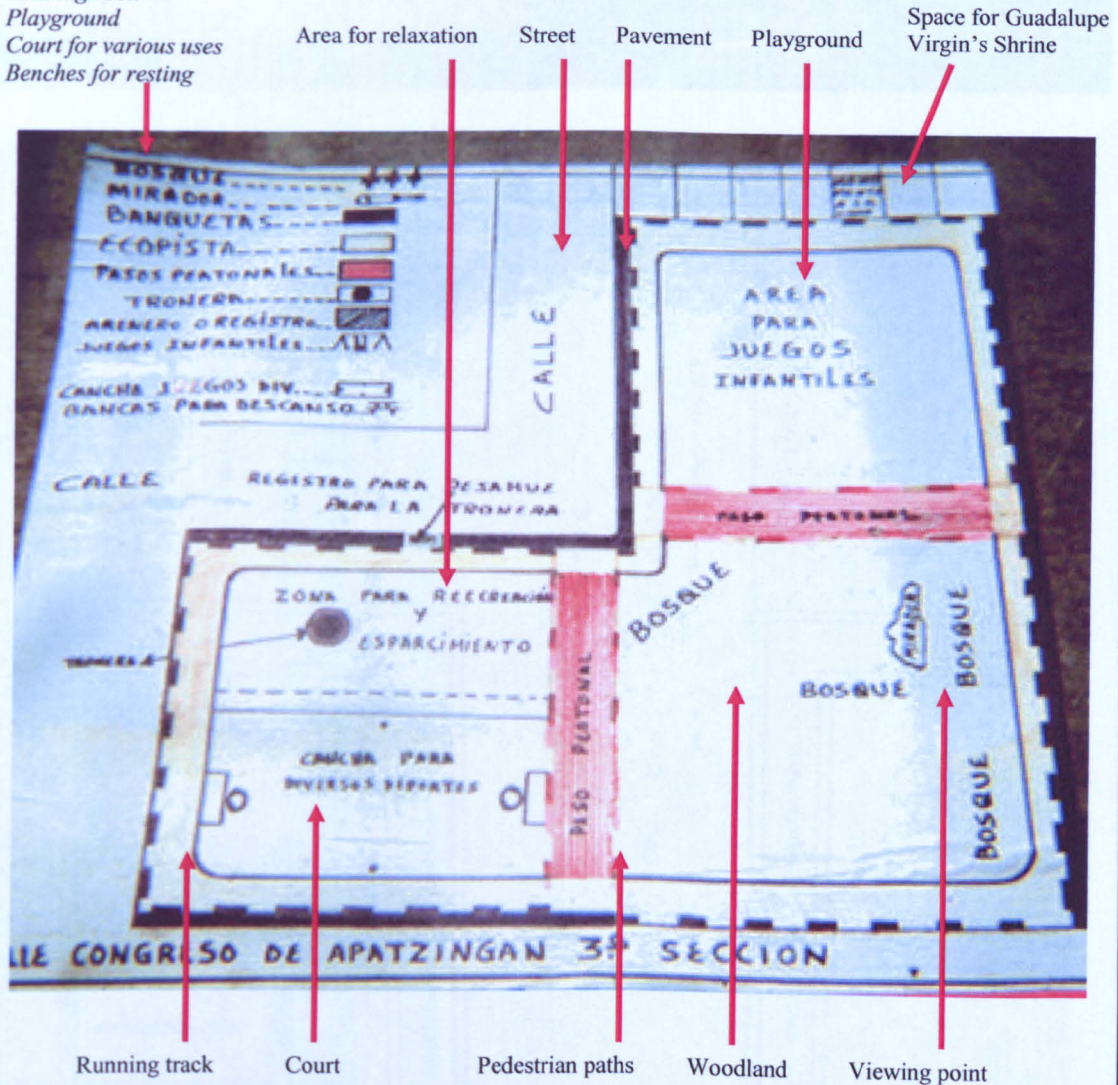 Playground
Court for various uses
Benches for resting
Area for relaxation
Street
Pavement
Playground
Space for Guadalupe
Virgin's Shrine
BOSQUE
MIRADOR
BANQUETAS
ECOPISTA
PASOS PEATONALES
TRONERA
ARENERO O REGISTRO
JUEGOS INFANTILES
CANCHA JUEGOS DIV.
BANCAS PARA DESCANSO
CALLE
AREA
PARA
JUEGOS
INFANTILES
CALLE
REGISTRO PARA DESAHUE
PARA LA TRONERA
PASO PEATONAL
ZONA PARA REECREACIÓN
Y
ESPARCIMIENTO
TRONERA
BOSQUE
MIRADOR
BOSQUE
BOSQUE
PESO PEATONAL
CANCHA PARA
DIVERSOS DEPORTES
BOSQUE
LLE CONGRESO DE APATZINGAN 3ª SECCION
Running track
Court
Pedestrian paths
Woodland
Viewing point